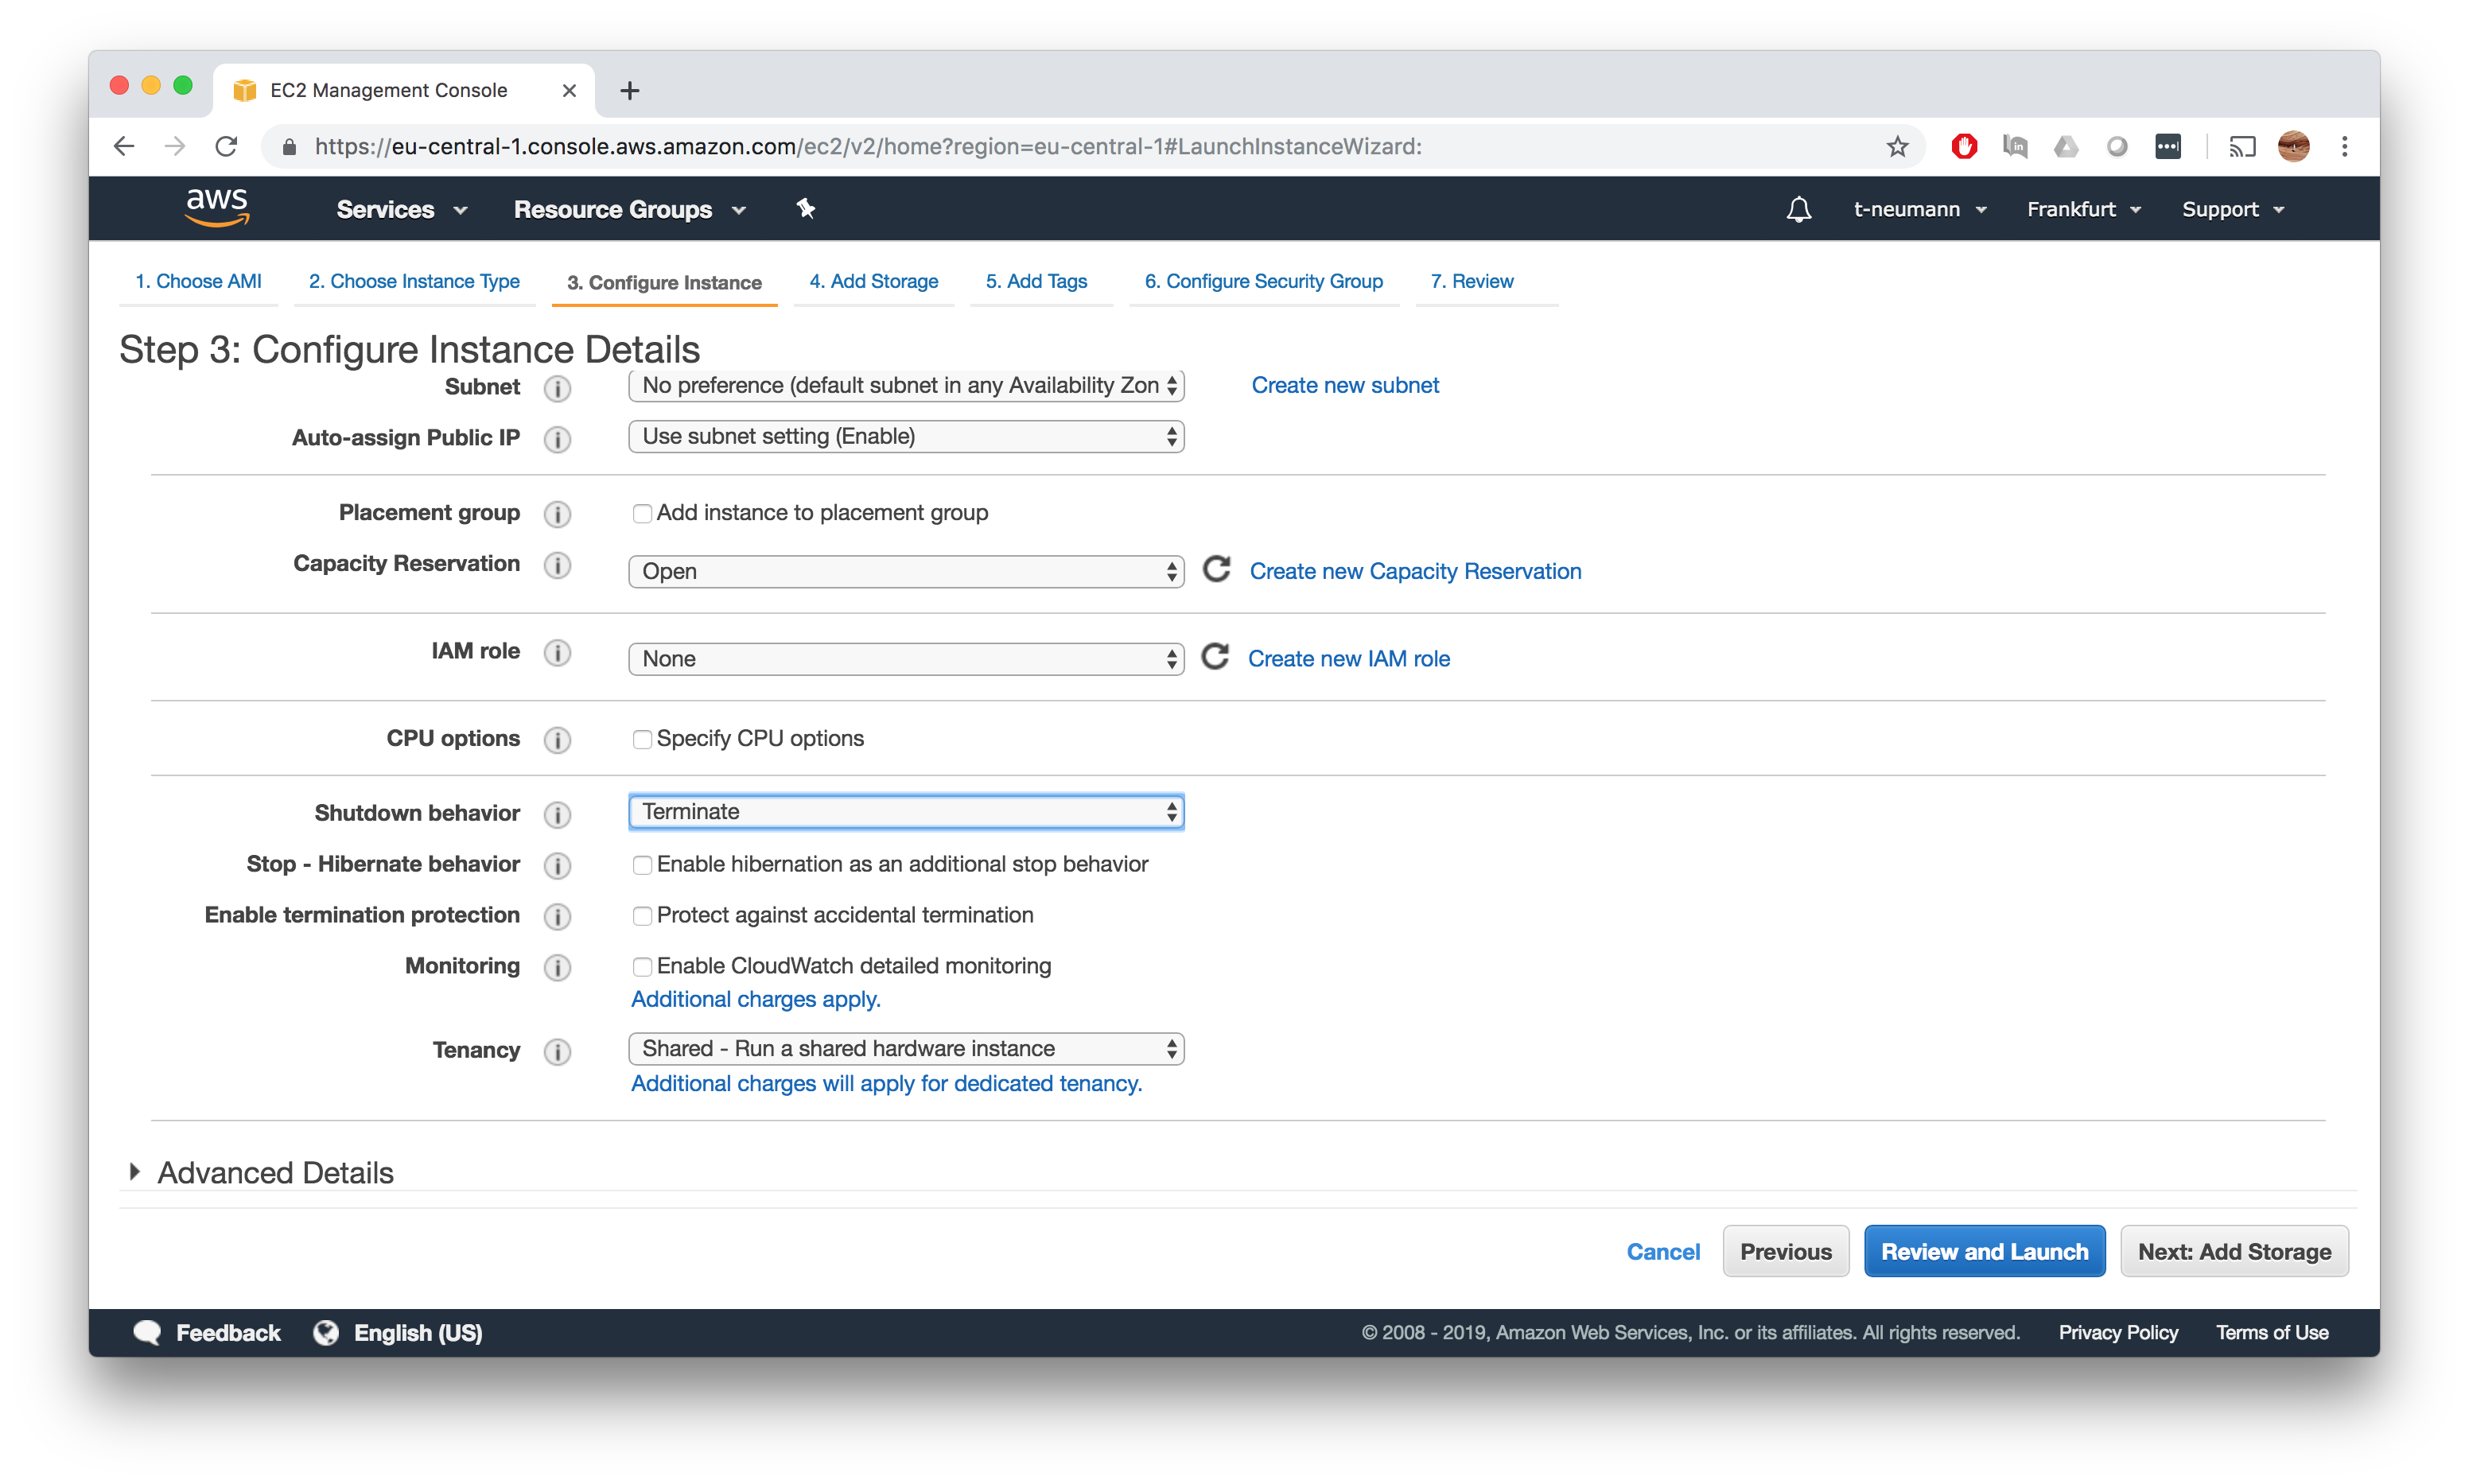 EC2 Management Console
https://eu-central-1.console.aws.amazon.com/ec2/v2/home?region=eu-central-1#LaunchInstanceWizard:
aws Services Resource Groups t-neumann Frankfurt Support
1. Choose AMI 2. Choose Instance Type 3. Configure Instance 4. Add Storage 5. Add Tags 6. Configure Security Group 7. Review
Step 3: Configure Instance Details
Subnet No preference (default subnet in any Availability Zon Create new subnet
Auto-assign Public IP Use subnet setting (Enable)
Placement group Add instance to placement group
Capacity Reservation Open Create new Capacity Reservation
IAM role None Create new IAM role
CPU options Specify CPU options
Shutdown behavior Terminate
Stop - Hibernate behavior Enable hibernation as an additional stop behavior
Enable termination protection Protect against accidental termination
Monitoring Enable CloudWatch detailed monitoring
Additional charges apply.
Tenancy Shared - Run a shared hardware instance
Additional charges will apply for dedicated tenancy.
Advanced Details
Cancel Previous Review and Launch Next: Add Storage
Feedback English (US) © 2008 - 2019, Amazon Web Services, Inc. or its affiliates. All rights reserved. Privacy Policy Terms of Use